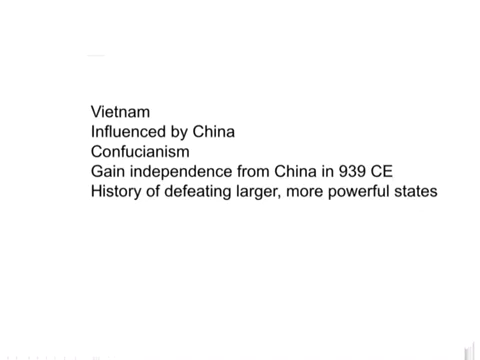 Vietnam
Influenced by China
Confucianism
Gain independence from China in 939 CE
History of defeating larger, more powerful states